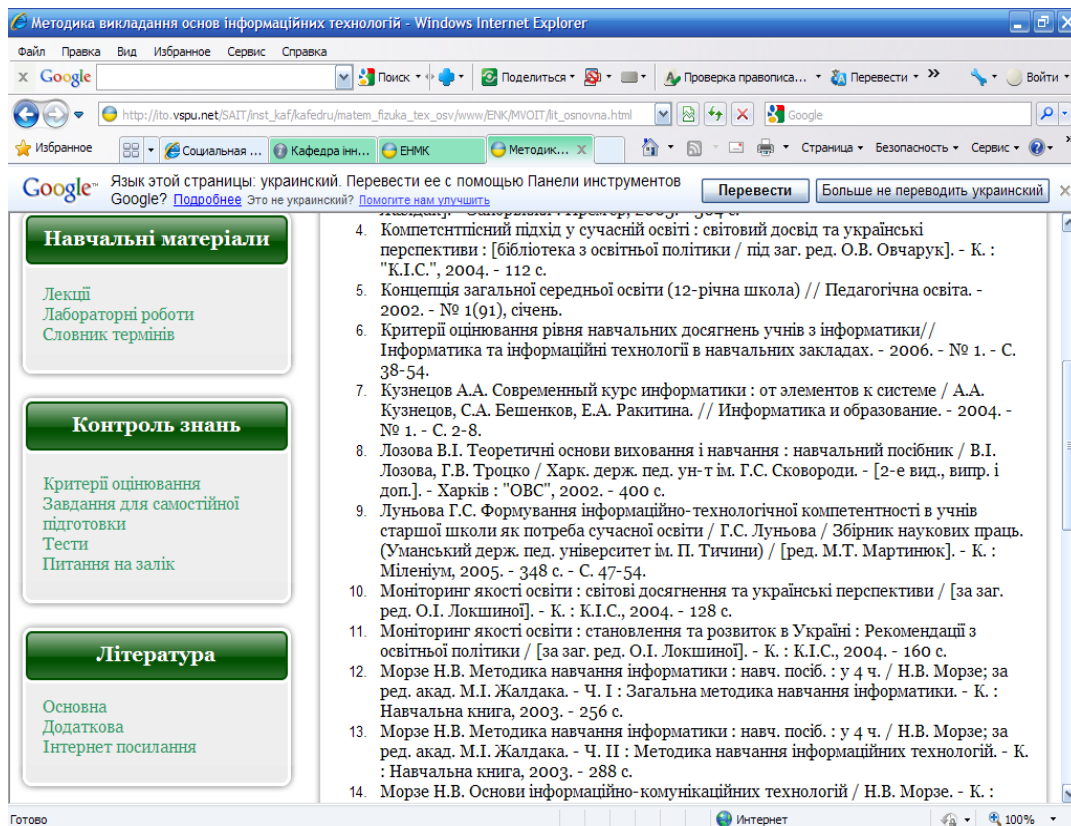 Методика викладання основ інформаційних технологій - Windows Internet Explorer
Файл Правка Вид Избранное Сервис Справка
x Google Поиск Поделиться Проверка правописа... Перевести » Войти
http://ito.vspu.net/SAIT/inst_kaf/kafedru/matem_fizuka_tex_osv/www/ENK/MVOIT/lit_osnovna.html Google
Избранное Социальная ... Кафедра інн... ЕНМК Методик... x Страница Безопасность Сервис »
Google™ Язык этой страницы: украинский. Перевести ее с помощью Панели инструментов
Google? Подробнее Это не украинский? Помогите нам улучшить
Перевести Больше не переводить украинский x
Навчальні матеріали
Лекції
Лабораторні роботи
Словник термінів
Контроль знань
Критерії оцінювання
Завдання для самостійної
підготовки
Тести
Питання на залік
Література
Основна
Додаткова
Інтернет посилання
4. Компетснтпісний підхід у сучасній освіті : світовий досвід та українські
перспективи : [бібліотека з освітньої політики / під заг. ред. О.В. Овчарук]. - К. :
"К.І.С.", 2004. - 112 с.
5. Концепція загальної середньої освіти (12-річна школа) // Педагогічна освіта. -
2002. - № 1(91), січень.
6. Критерії оцінювання рівня навчальних досягнень учнів з інформатики//
Інформатика та інформаційні технології в навчальних закладах. - 2006. - № 1. - С.
38-54.
7. Кузнецов А.А. Современный курс информатики : от элементов к системе / А.А.
Кузнецов, С.А. Бешенков, Е.А. Ракитина. // Информатика и образование. - 2004. -
№ 1. - С. 2-8.
8. Лозова В.І. Теоретичні основи виховання і навчання : навчальний посібник / В.І.
Лозова, Г.В. Троцко / Харк. держ. пед. ун-т ім. Г.С. Сковороди. - [2-е вид., випр. і
доп.]. - Харків : "ОВС", 2002. - 400 с.
9. Луньова Г.С. Формування інформаційно-технологічної компетентності в учнів
старшої школи як потреба сучасної освіти / Г.С. Луньова / Збірник наукових праць.
(Уманський держ. пед. університет ім. П. Тичини) / [ред. М.Т. Мартинюк]. - К. :
Міленіум, 2005. - 348 с. - С. 47-54.
10. Моніторинг якості освіти : світові досягнення та українські перспективи / [за заг.
ред. О.І. Локшиної]. - К. : К.І.С., 2004. - 128 с.
11. Моніторинг якості освіти : становлення та розвиток в Україні : Рекомендації з
освітньої політики / [за заг. ред. О.І. Локшиної]. - К. : К.І.С., 2004. - 160 с.
12. Морзе Н.В. Методика навчання інформатики : навч. посіб. : у 4 ч. / Н.В. Морзе; за
ред. акад. М.І. Жалдака. - Ч. І : Загальна методика навчання інформатики. - К. :
Навчальна книга, 2003. - 256 с.
13. Морзе Н.В. Методика навчання інформатики : навч. посіб. : у 4 ч. / Н.В. Морзе; за
ред. акад. М.І. Жалдака. - Ч. ІІ : Методика навчання інформаційних технологій. - К.
: Навчальна книга, 2003. - 288 с.
14. Морзе Н.В. Основи інформаційно-комунікаційних технологій / Н.В. Морзе. - К. :
Готово Интернет 100%